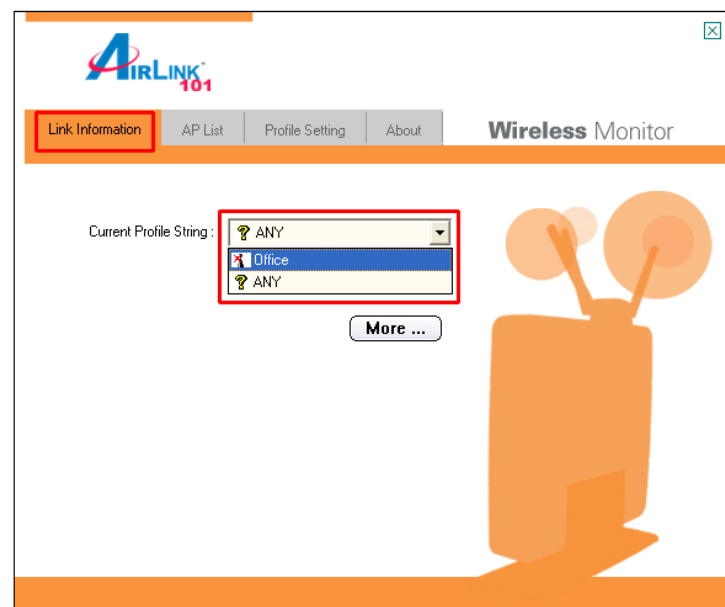 AIRLINK
101
Link Information AP List Profile Setting About Wireless Monitor
Current Profile String : ? ANY
Office
? ANY
More ...